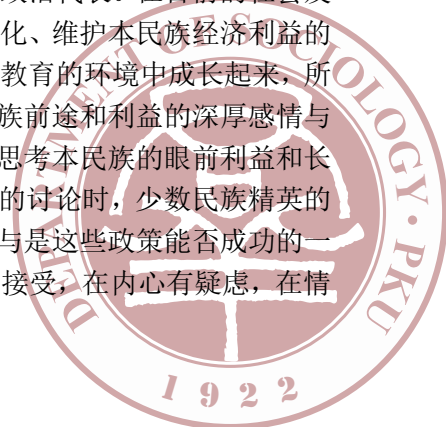 化、维护本民族经济利益的
教育的环境中成长起来，所
族前途和利益的深厚感情与
思考本民族的眼前利益和长
的讨论时，少数民族精英的
与是这些政策能否成功的一
接受，在内心有疑虑，在情
DEPARTMENT OF SOCIOLOGY · PKU
1922